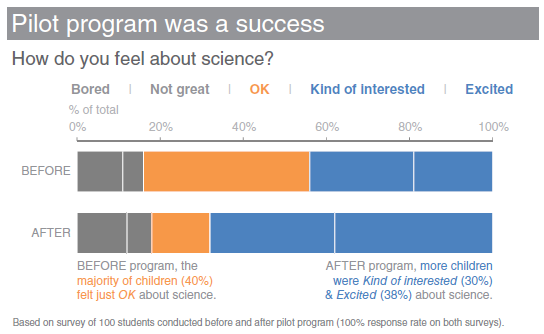 Pilot program was a success
How do you feel about science?
Bored | Not great | OK | Kind of interested | Excited
% of total
0% 20% 40% 60% 80% 100%
BEFORE
AFTER
BEFORE program, the
majority of children (40%)
felt just OK about science.
AFTER program, more children
were Kind of interested (30%)
& Excited (38%) about science.
Based on survey of 100 students conducted before and after pilot program (100% response rate on both surveys).